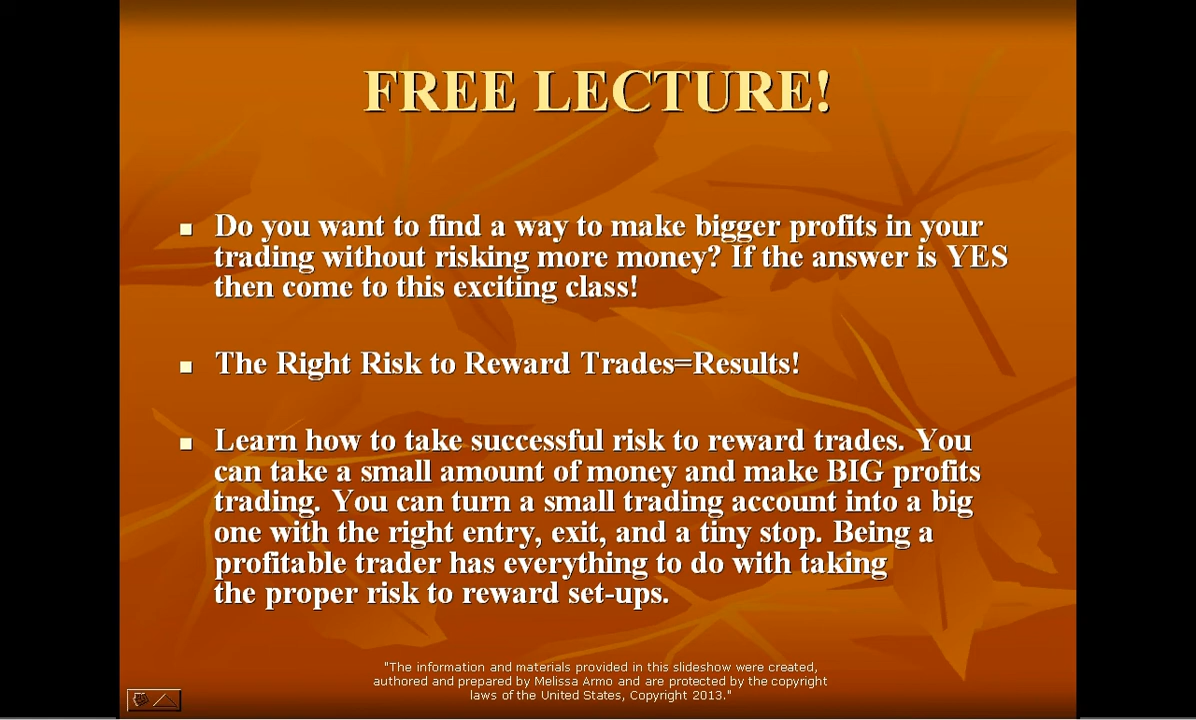 FREE LECTURE!
Do you want to find a way to make bigger profits in your
trading without risking more money? If the answer is YES
then come to this exciting class!
The Right Risk to Reward Trades=Results!
Learn how to take successful risk to reward trades. You
can take a small amount of money and make BIG profits
trading. You can turn a small trading account into a big
one with the right entry, exit, and a tiny stop. Being a
profitable trader has everything to do with taking
the proper risk to reward set-ups.
"The information and materials provided in this slideshow were created,
authored and prepared by Melissa Armo and are protected by the copyright
laws of the United States, Copyright 2013."